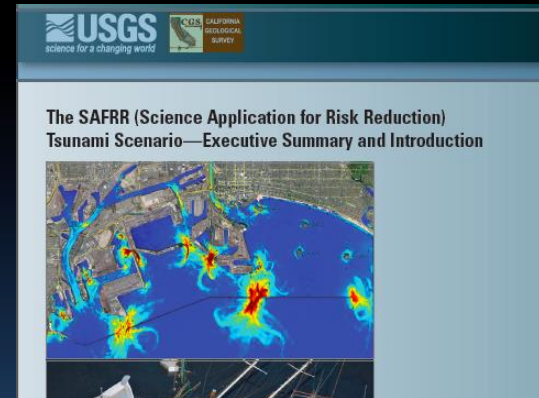 USGS
science for a changing world
CGS
CALIFORNIA
GEOLOGICAL
SURVEY
The SAFRR (Science Application for Risk Reduction)
Tsunami Scenario—Executive Summary and Introduction